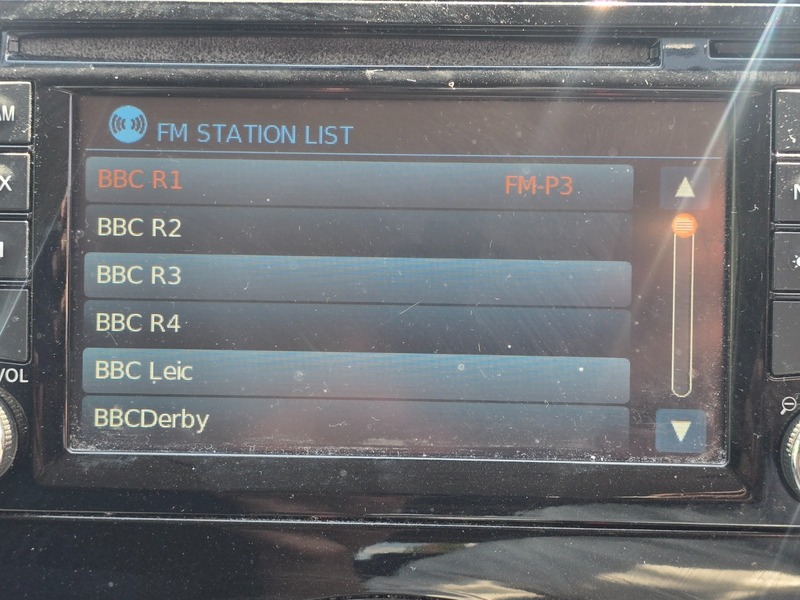 FM STATION LIST
BBC R1 FM-P3
BBC R2
BBC R3
BBC R4
BBC Leic
BBCDerby
VOL